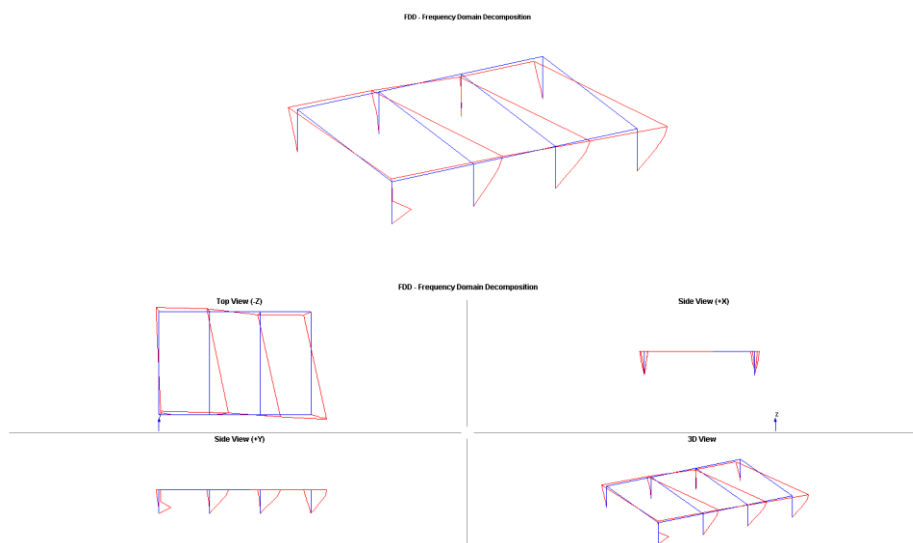 FDD - Frequency Domain Decomposition
FDD - Frequency Domain Decomposition
Top View (-Z)
Side View (+X)
Z
Side View (+Y)
3D View